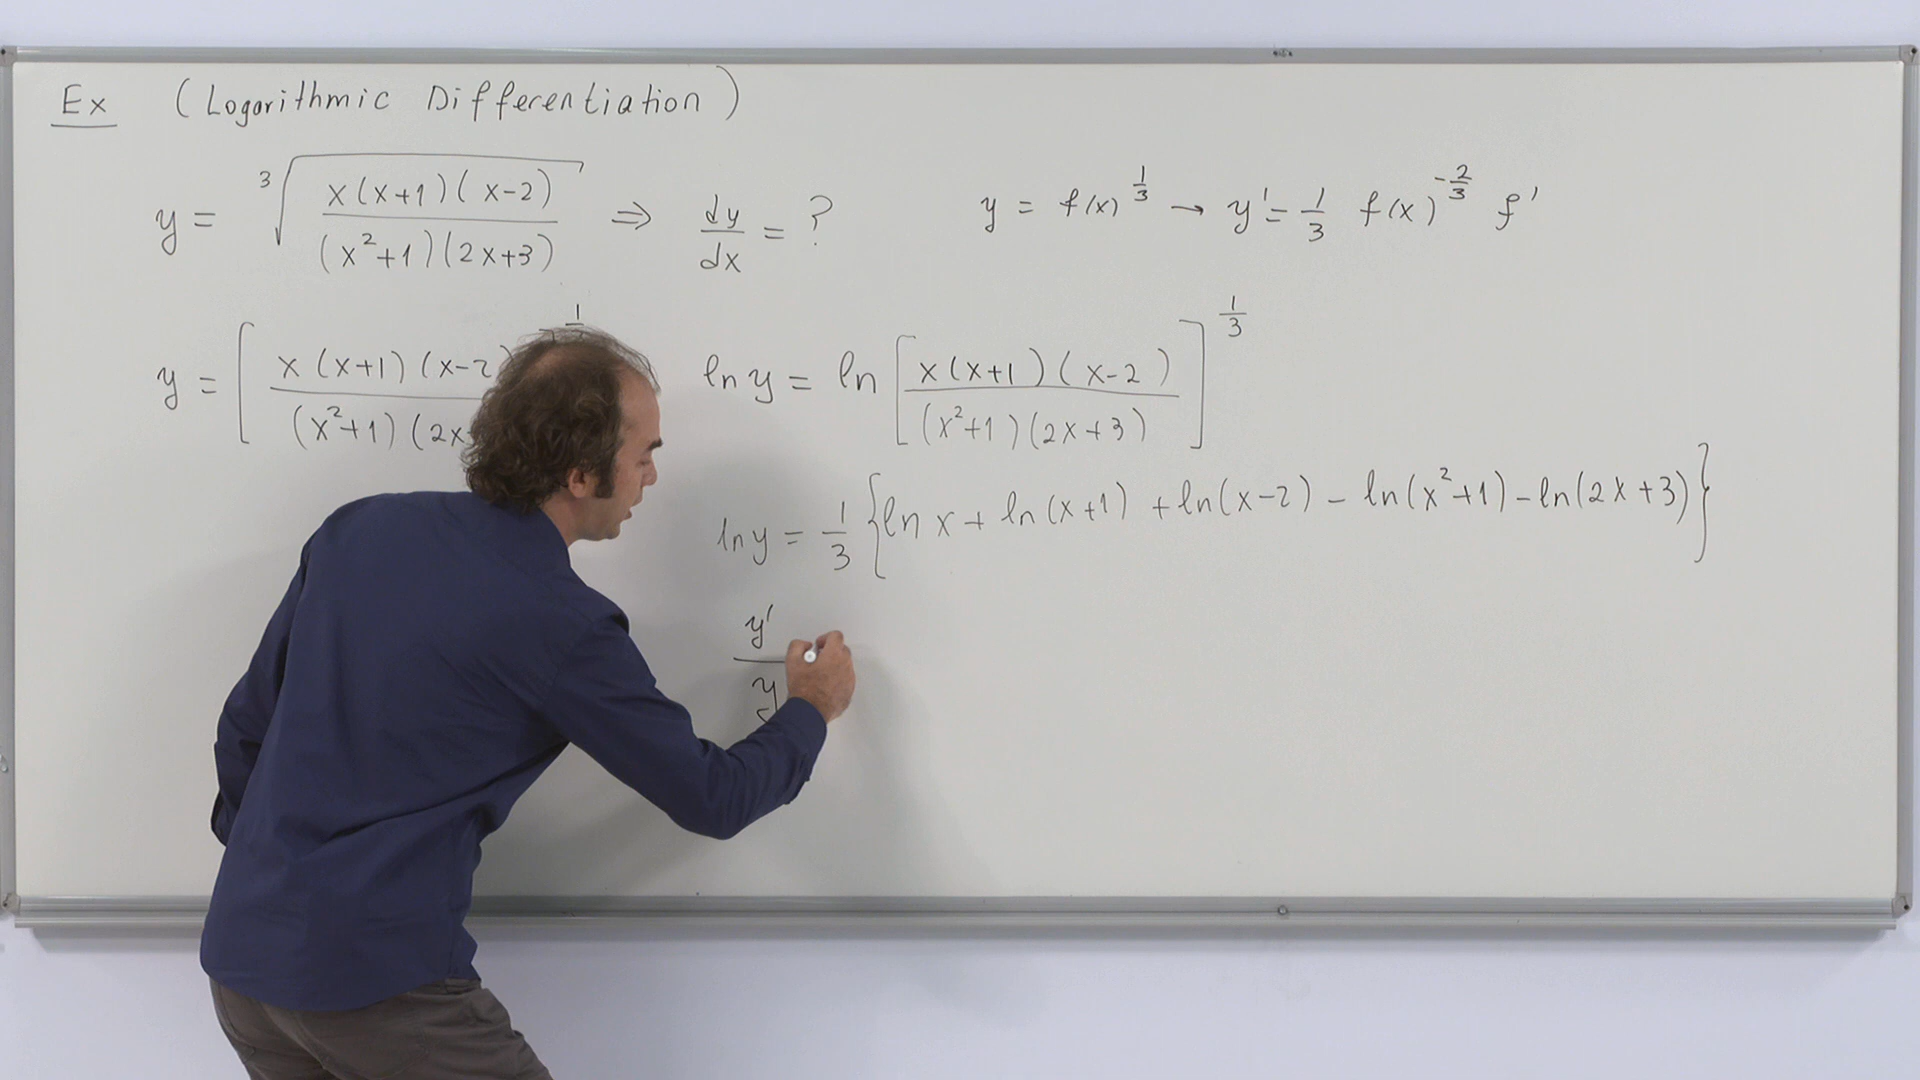 Ex (Logarithmic Differentiation)
y = ∛(x(x+1)(x-2) / (x²+1)(2x+3)) ⇒ dy/dx = ?
y = f(x)^(1/3) → y' = 1/3 f(x)^(-2/3) f'
y = [ x(x+1)(x-2 / (x²+1)(2x 1
ln y = ln [ x(x+1)(x-2) / (x²+1)(2x+3) ]^(1/3)
ln y = 1/3 {ln x + ln(x+1) + ln(x-2) - ln(x²+1) - ln(2x+3)}
y'/y